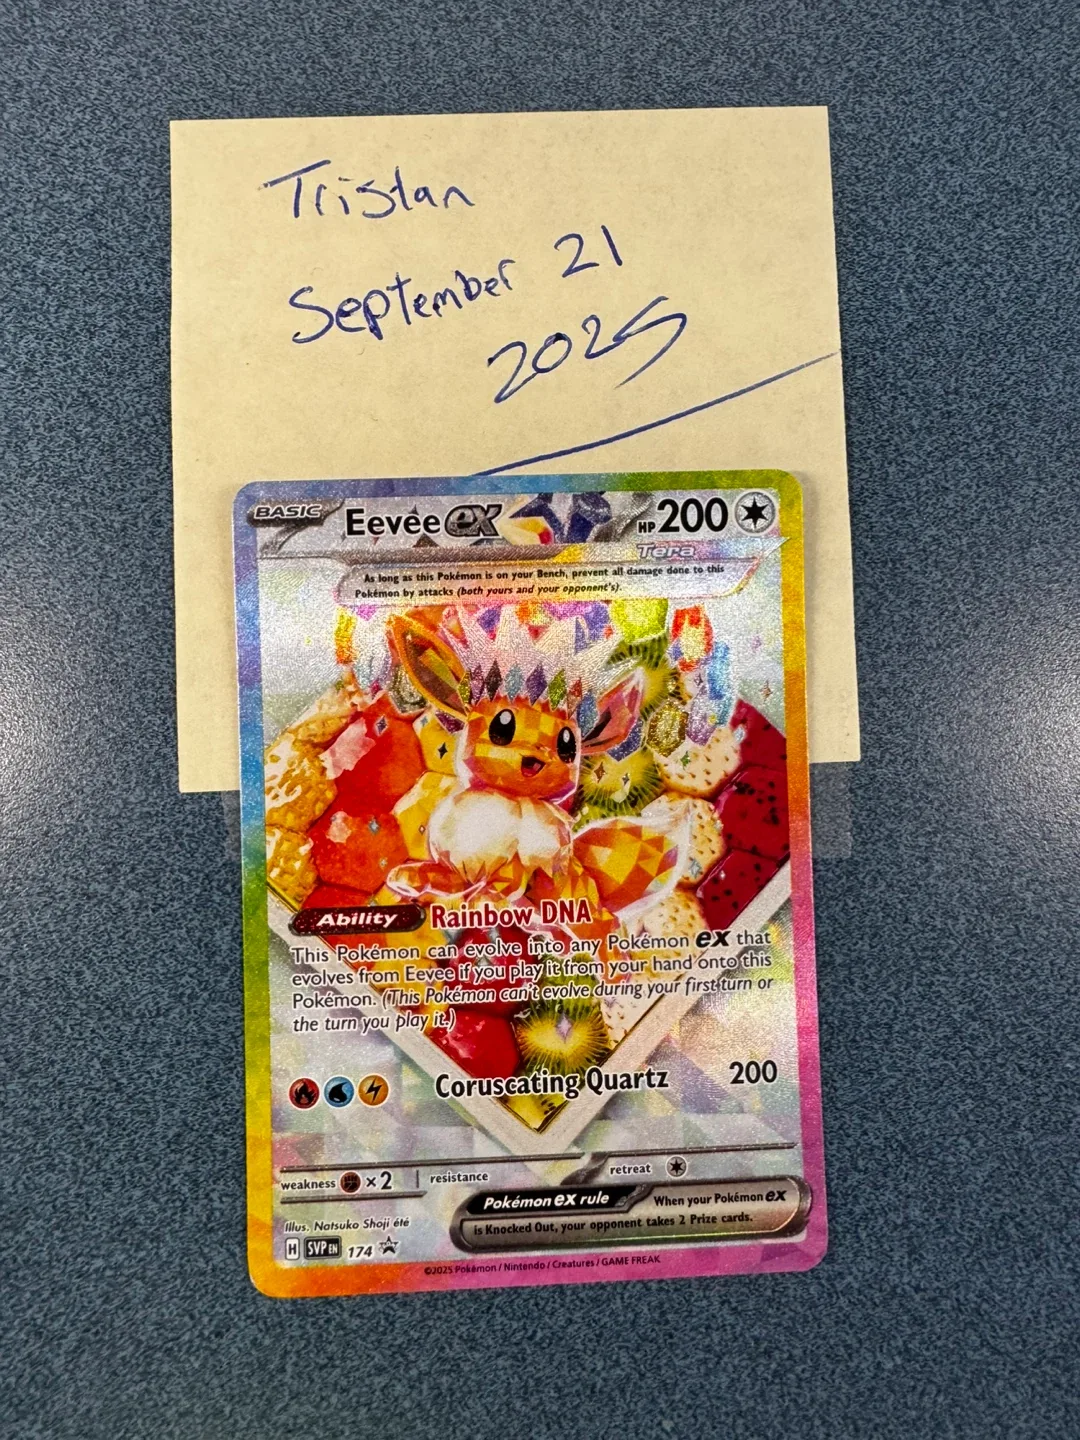 Tristan
September 21
2025
BASIC Eevee ex HP 200
Tera
As long as this Pokémon is on your Bench, prevent all damage done to this
Pokémon by attacks (both yours and your opponent's).
Ability Rainbow DNA
This Pokémon can evolve into any Pokémon ex that
evolves from Eevee if you play it from your hand onto this
Pokémon. (This Pokémon can't evolve during your first turn or
the turn you play it.)
Coruscating Quartz 200
weakness ×2 resistance retreat
Pokémon ex rule When your Pokémon ex
is Knocked Out, your opponent takes 2 Prize cards.
Illus. Natsuko Shoji été
H SVP EN 174
©2025 Pokémon / Nintendo / Creatures / GAME FREAK